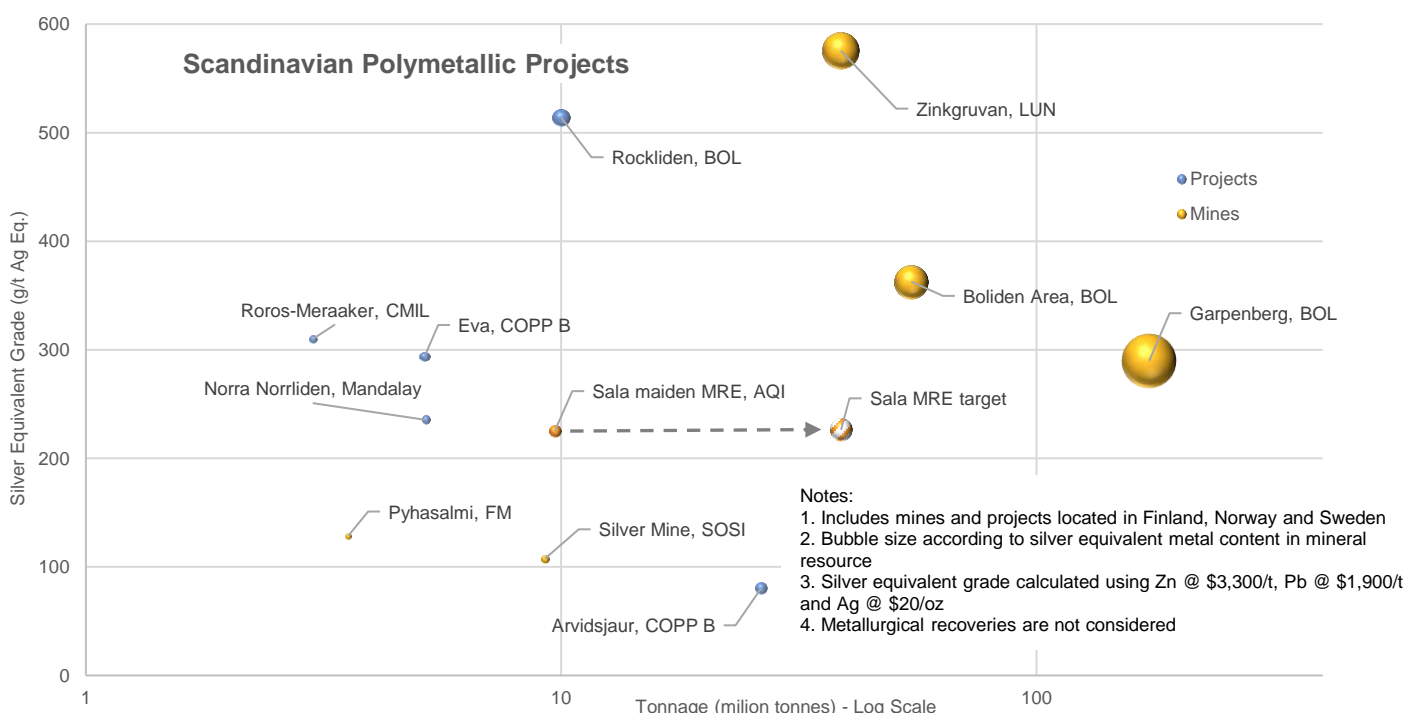 Scandinavian Polymetallic Projects
600
500
400
300
200
100
0
Silver Equivalent Grade (g/t Ag Eq.)
Zinkgruvan, LUN
Rockliden, BOL
Projects
Mines
Boliden Area, BOL
Garpenberg, BOL
Roros-Meraaker, CMIL
Eva, COPP B
Norra Norrliden, Mandalay
Sala maiden MRE, AQI
Sala MRE target
Pyhasalmi, FM
Silver Mine, SOSI
Arvidsjaur, COPP B
Notes:
1. Includes mines and projects located in Finland, Norway and Sweden
2. Bubble size according to silver equivalent metal content in mineral
resource
3. Silver equivalent grade calculated using Zn @ $3,300/t, Pb @ $1,900/t
and Ag @ $20/oz
4. Metallurgical recoveries are not considered
1
10
100
Tonnage (milion tonnes) - Log Scale